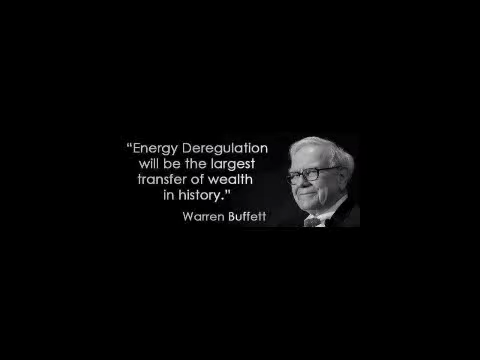 “Energy Deregulation
will be the largest
transfer of wealth
in history.”
Warren Buffett